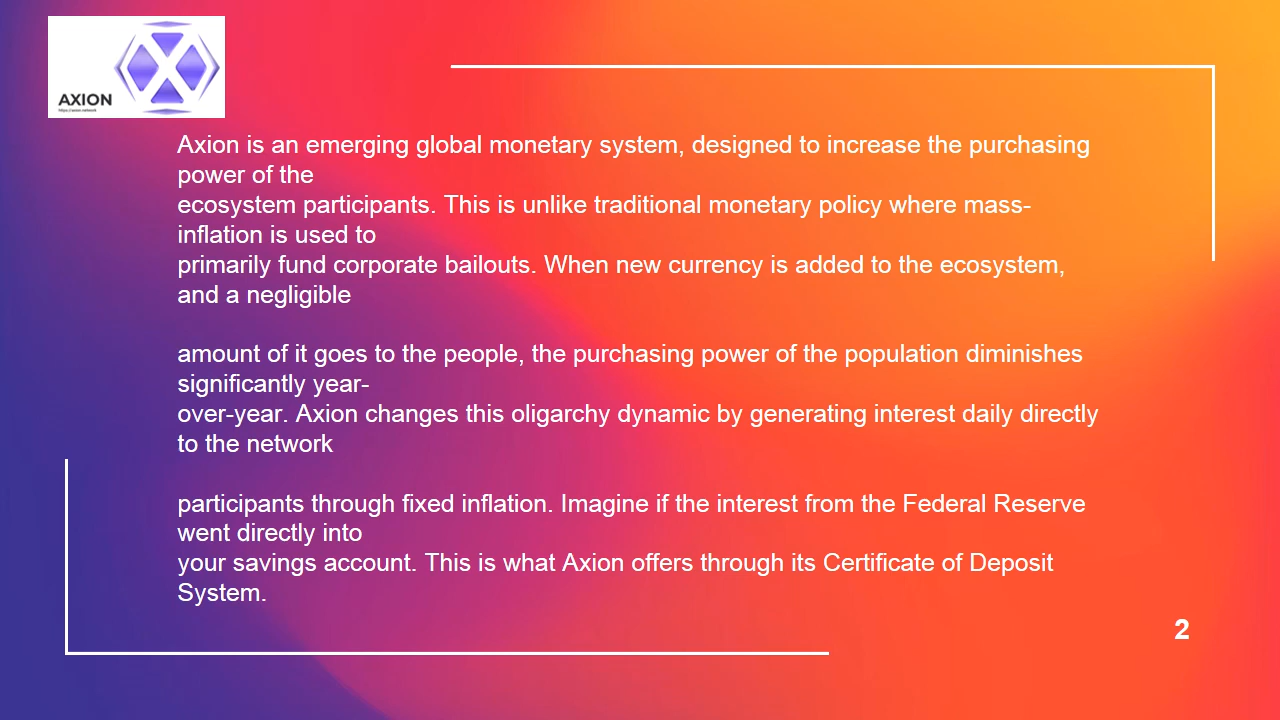 AXION
https://axion.network
Axion is an emerging global monetary system, designed to increase the purchasing
power of the
ecosystem participants. This is unlike traditional monetary policy where mass-
inflation is used to
primarily fund corporate bailouts. When new currency is added to the ecosystem,
and a negligible
amount of it goes to the people, the purchasing power of the population diminishes
significantly year-
over-year. Axion changes this oligarchy dynamic by generating interest daily directly
to the network
participants through fixed inflation. Imagine if the interest from the Federal Reserve
went directly into
your savings account. This is what Axion offers through its Certificate of Deposit
System.
2